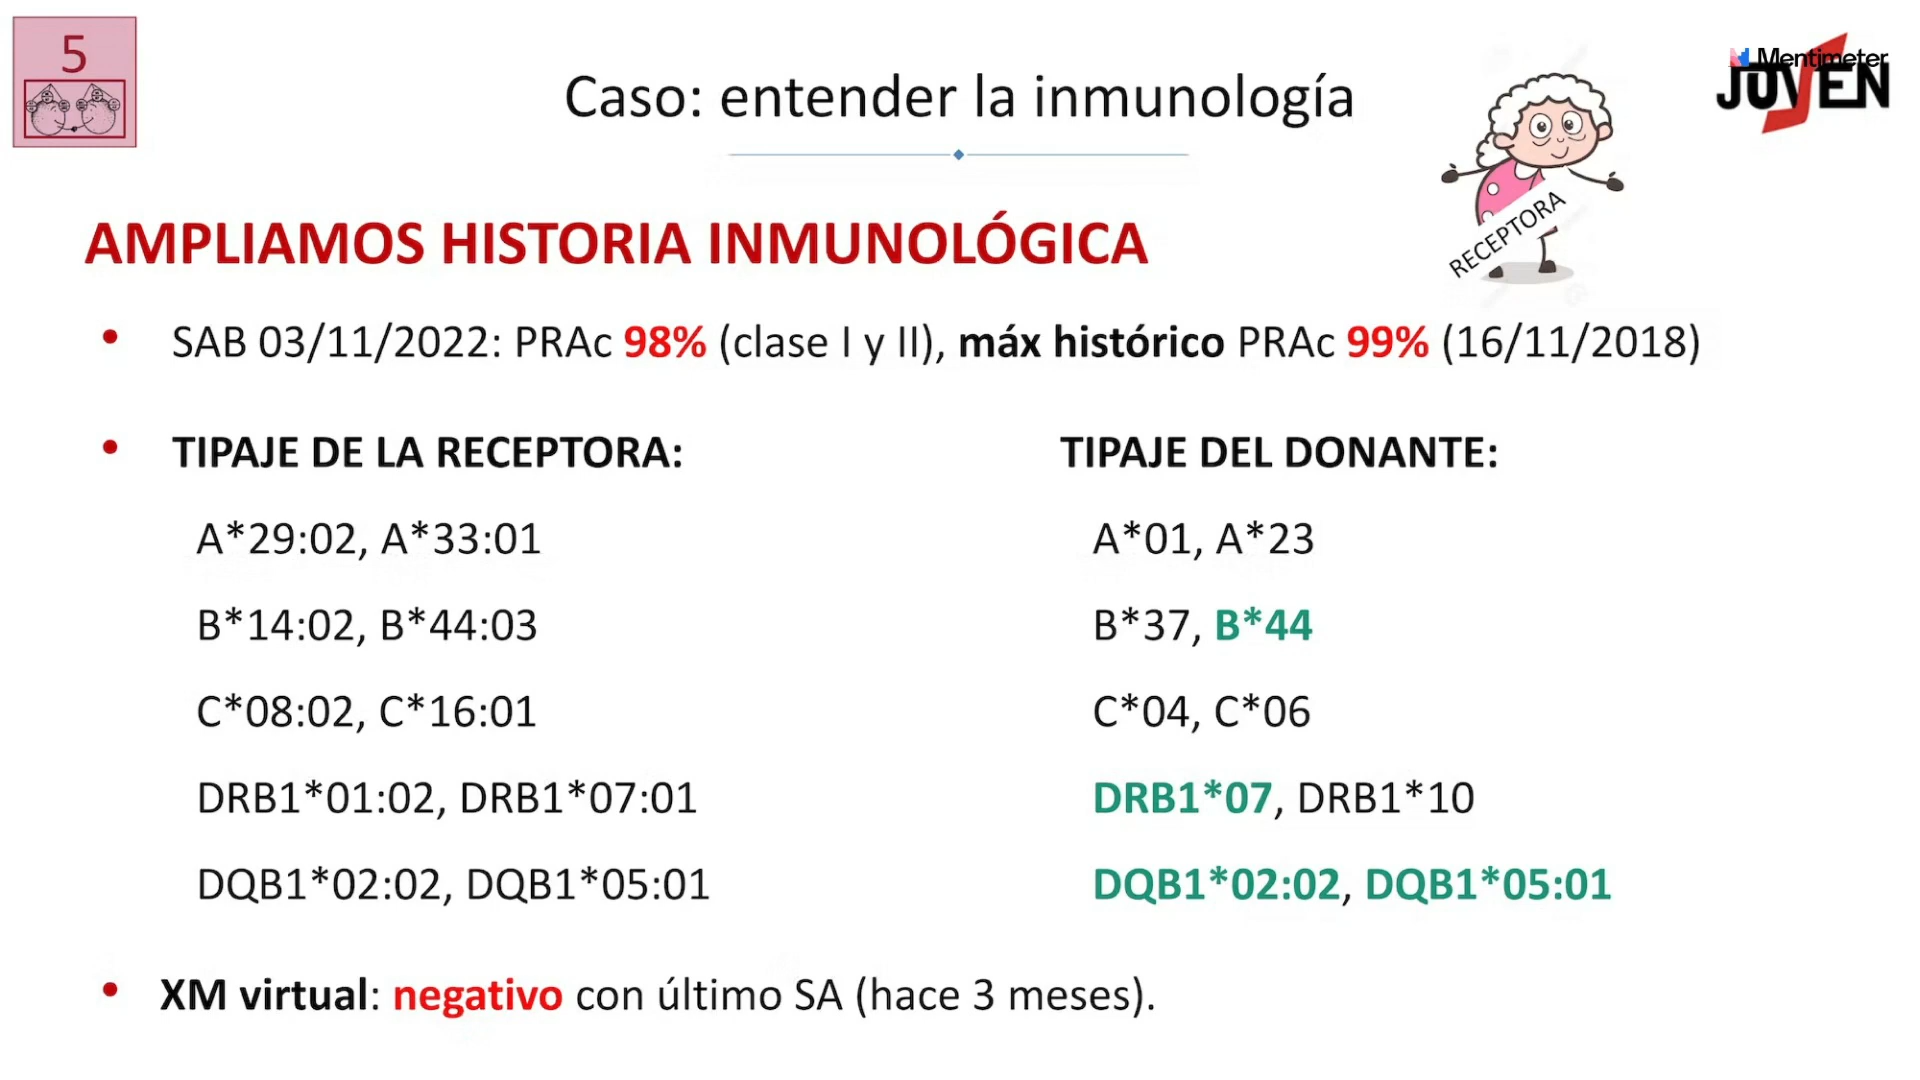 5
Caso: entender la inmunología
Mentimeter
JOVEN
RECEPTORA
AMPLIAMOS HISTORIA INMUNOLÓGICA
• SAB 03/11/2022: PRAc 98% (clase I y II), máx histórico PRAc 99% (16/11/2018)
• TIPAJE DE LA RECEPTORA:
A*29:02, A*33:01
B*14:02, B*44:03
C*08:02, C*16:01
DRB1*01:02, DRB1*07:01
DQB1*02:02, DQB1*05:01
TIPAJE DEL DONANTE:
A*01, A*23
B*37, B*44
C*04, C*06
DRB1*07, DRB1*10
DQB1*02:02, DQB1*05:01
• XM virtual: negativo con último SA (hace 3 meses).